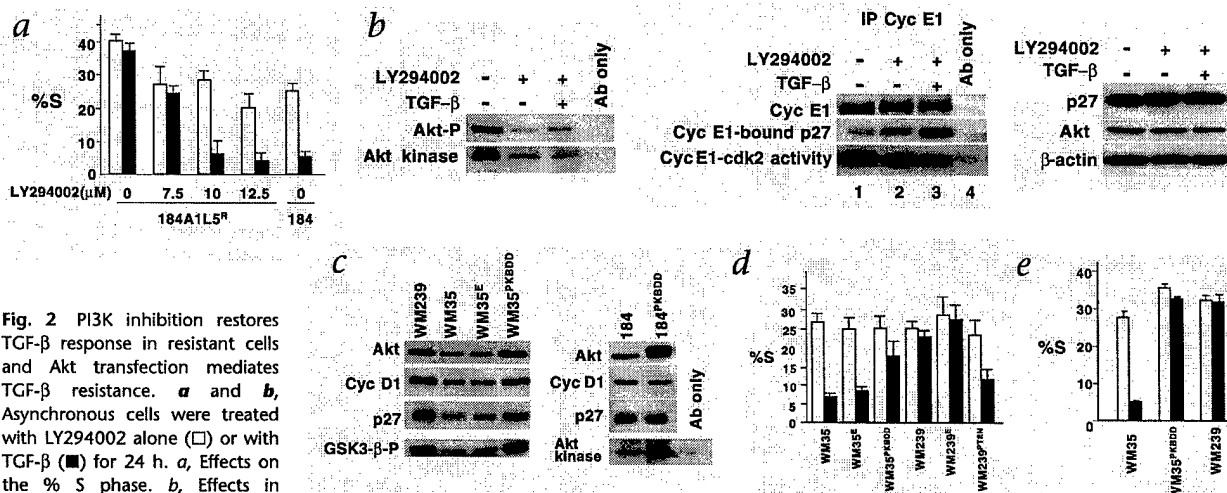 a
40
30
20
10
0
%S
LY294002(μM) 0 7.5 10 12.5 0
184A1L5R 184
b
LY294002 - + +
TGF-β - - +
Ab only
Akt-P
Akt kinase
IP Cyc E1
LY294002 - + +
TGF-β - - +
Ab only
Cyc E1
Cyc E1-bound p27
CycE1-cdk2 activity
1 2 3 4
LY294002 - + +
TGF-β - - +
p27
Akt
β-actin
Fig. 2 PI3K inhibition restores
TGF-β response in resistant cells
and Akt transfection mediates
TGF-β resistance. a and b,
Asynchronous cells were treated
with LY294002 alone (□) or with
TGF-β (■) for 24 h. a, Effects on
the % S phase. b, Effects in
c
WM239 WM35 WM35E WM35PKBDD
Akt
Cyc D1
p27
GSK3-β-P
184 184PKBDD
Akt
Cyc D1
p27
Akt
kinase
Ab only
d
35
30
25
20
15
10
5
0
%S
WM35 WM35E WM35PKBDD WM239 WM239E WM239PTEN
e
40
30
20
10
0
%S
WM35 WM35PKBDD WM239